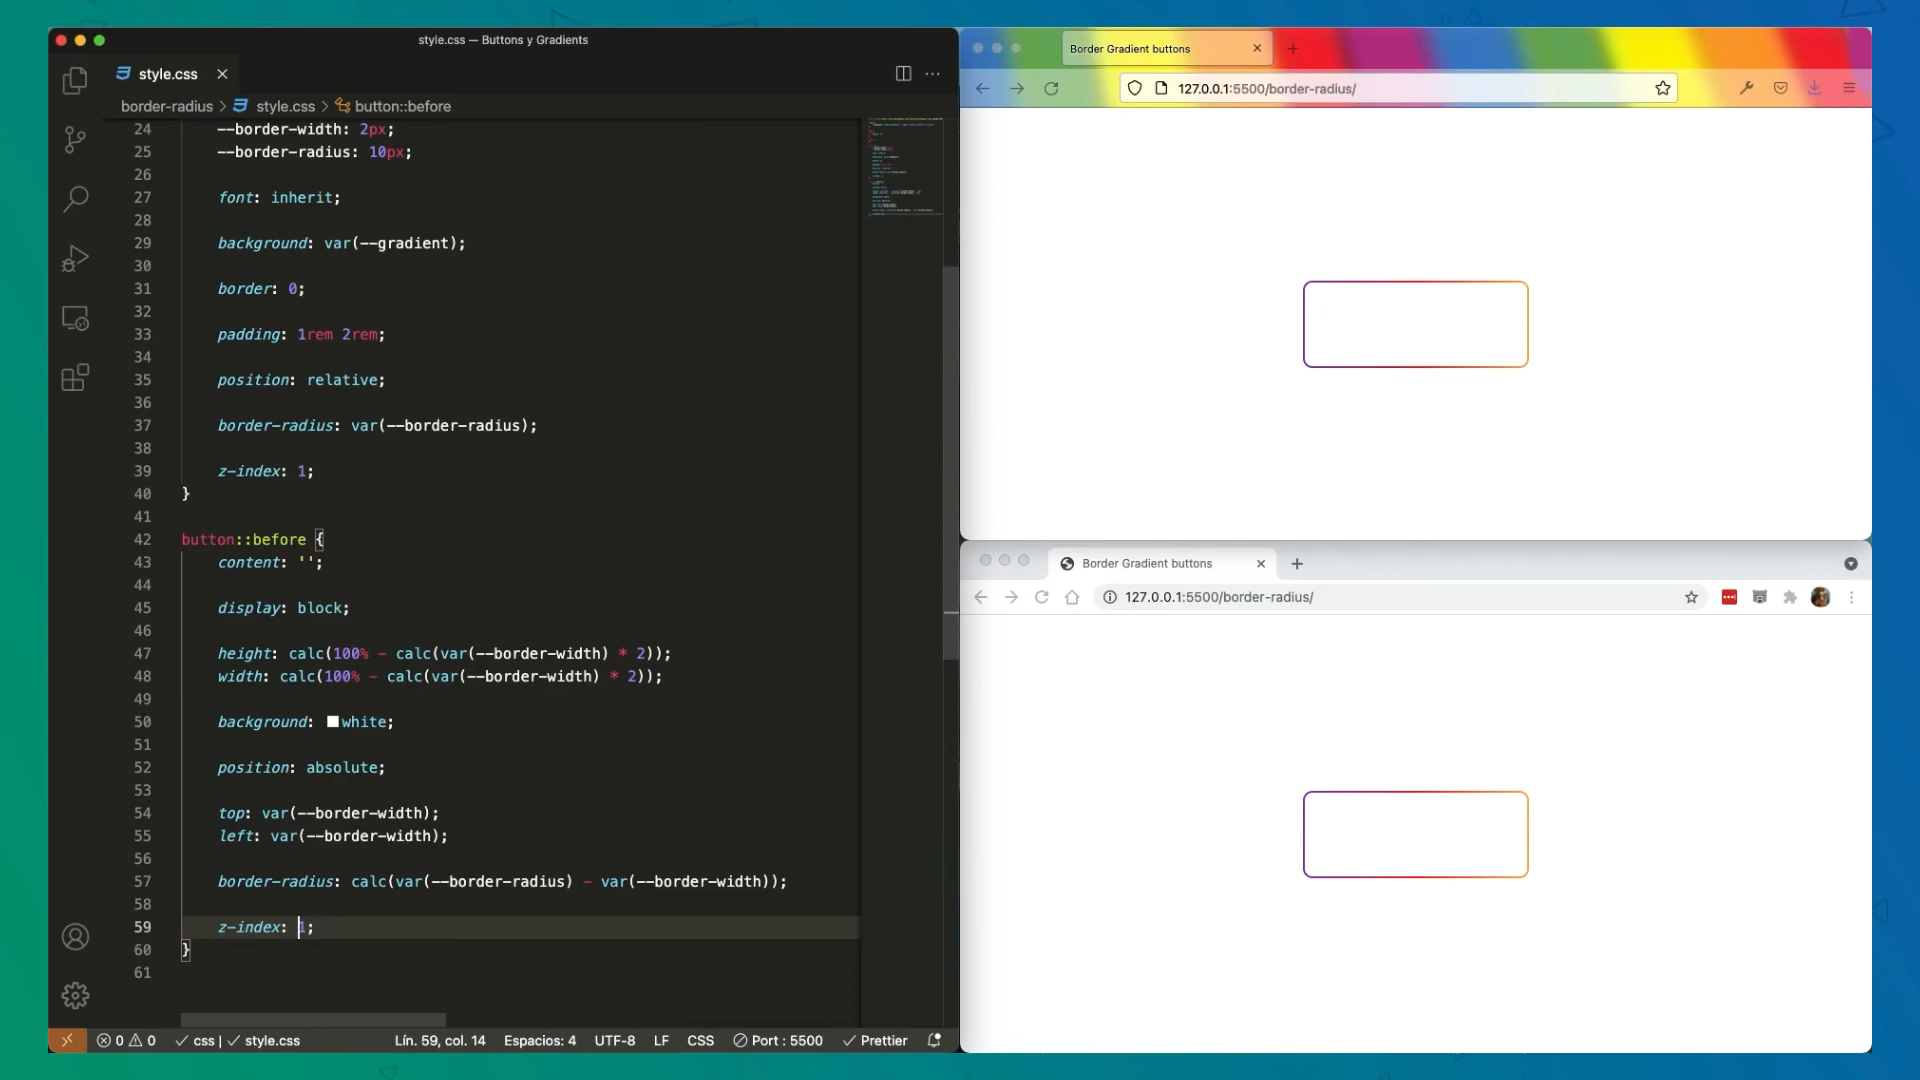 style.css — Buttons y Gradients
style.css
border-radius > style.css > button::before
24 --border-width: 2px;
25 --border-radius: 10px;
26
27 font: inherit;
28
29 background: var(--gradient);
30
31 border: 0;
32
33 padding: 1rem 2rem;
34
35 position: relative;
36
37 border-radius: var(--border-radius);
38
39 z-index: 1;
40 }
41
42 button::before {
43 content: '';
44
45 display: block;
46
47 height: calc(100% - calc(var(--border-width) * 2));
48 width: calc(100% - calc(var(--border-width) * 2));
49
50 background: white;
51
52 position: absolute;
53
54 top: var(--border-width);
55 left: var(--border-width);
56
57 border-radius: calc(var(--border-radius) - var(--border-width));
58
59 z-index: 1;
60 }
61
0 0 css | style.css Lín. 59, col. 14 Espacios: 4 UTF-8 LF CSS Port : 5500 Prettier
Border Gradient buttons
127.0.0.1:5500/border-radius/
Border Gradient buttons
127.0.0.1:5500/border-radius/